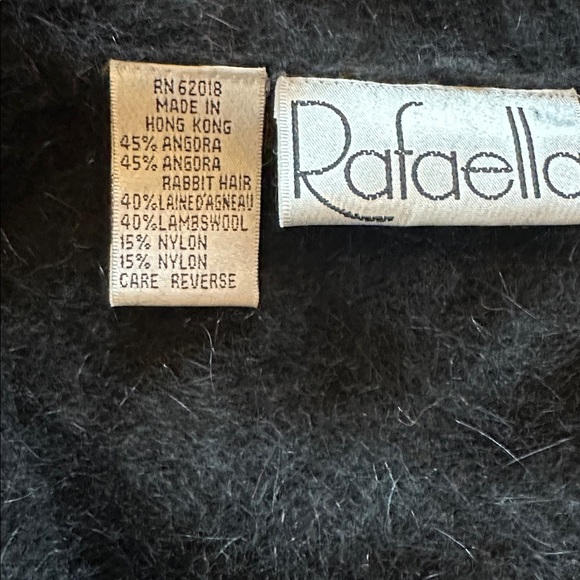 RN 62018
MADE IN
HONG KONG
45% ANGORA
45% ANGORA
RABBIT HAIR
40%LAINED'AGNEAU
40%LAMBSWOOL
15% NYLON
15% NYLON
CARE REVERSE
Rafaella